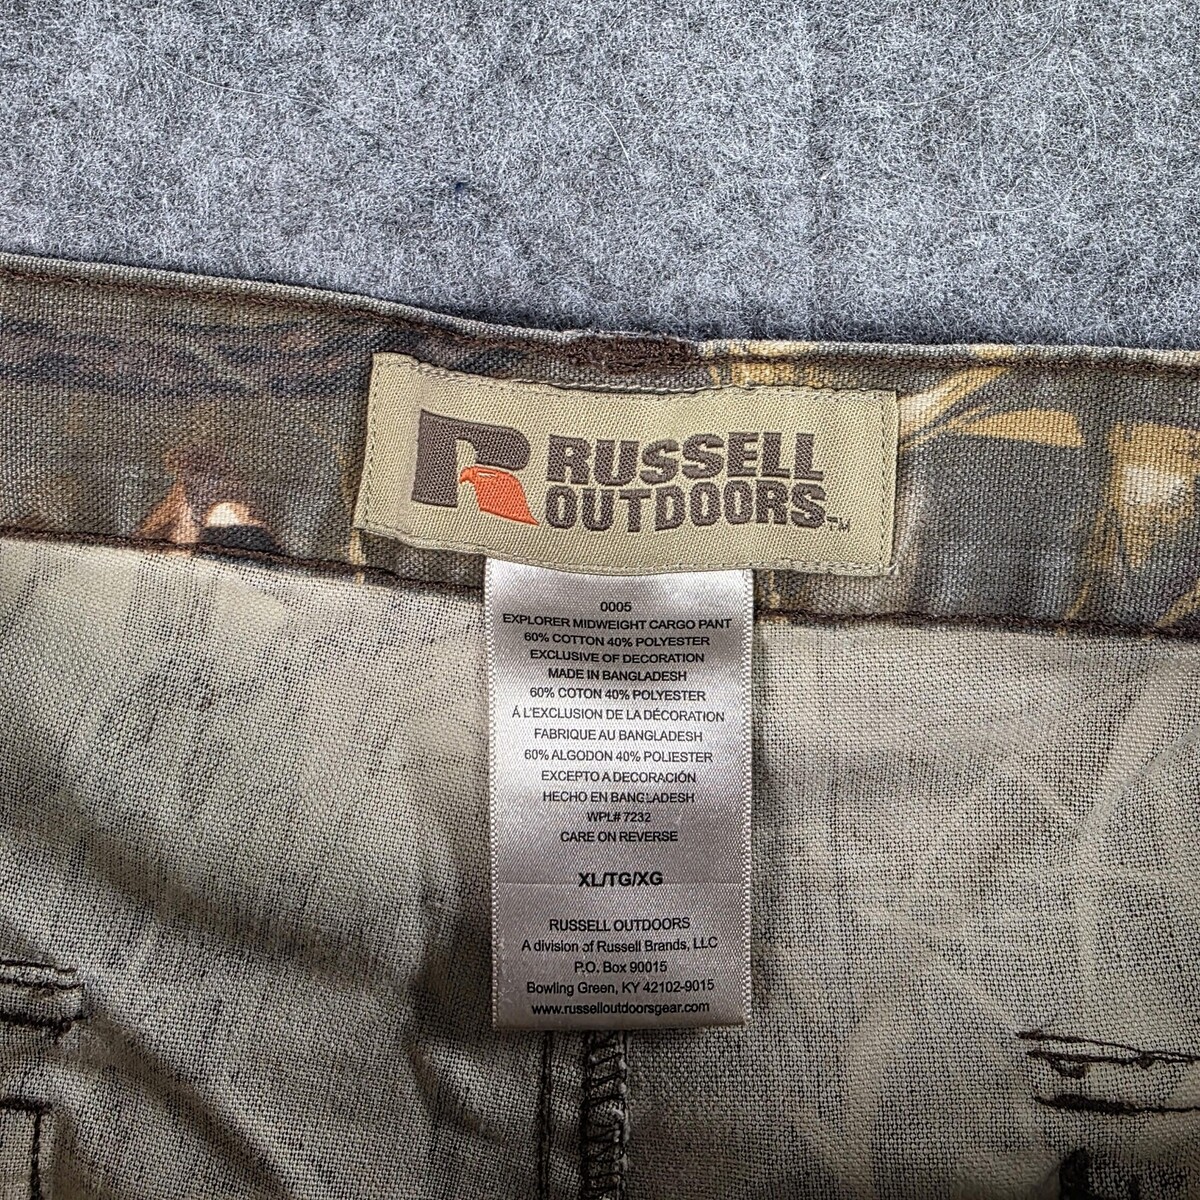 R RUSSELL
OUTDOORS™
0005
EXPLORER MIDWEIGHT CARGO PANT
60% COTTON 40% POLYESTER
EXCLUSIVE OF DECORATION
MADE IN BANGLADESH
60% COTON 40% POLYESTER
Á L'EXCLUSION DE LA DÉCORATION
FABRIQUE AU BANGLADESH
60% ALGODON 40% POLIESTER
EXCEPTO A DECORACIÓN
HECHO EN BANGLADESH
WPL# 7232
CARE ON REVERSE
XL/TG/XG
RUSSELL OUTDOORS
A division of Russell Brands, LLC
P.O. Box 90015
Bowling Green, KY 42102-9015
www.russelloutdoorsgear.com